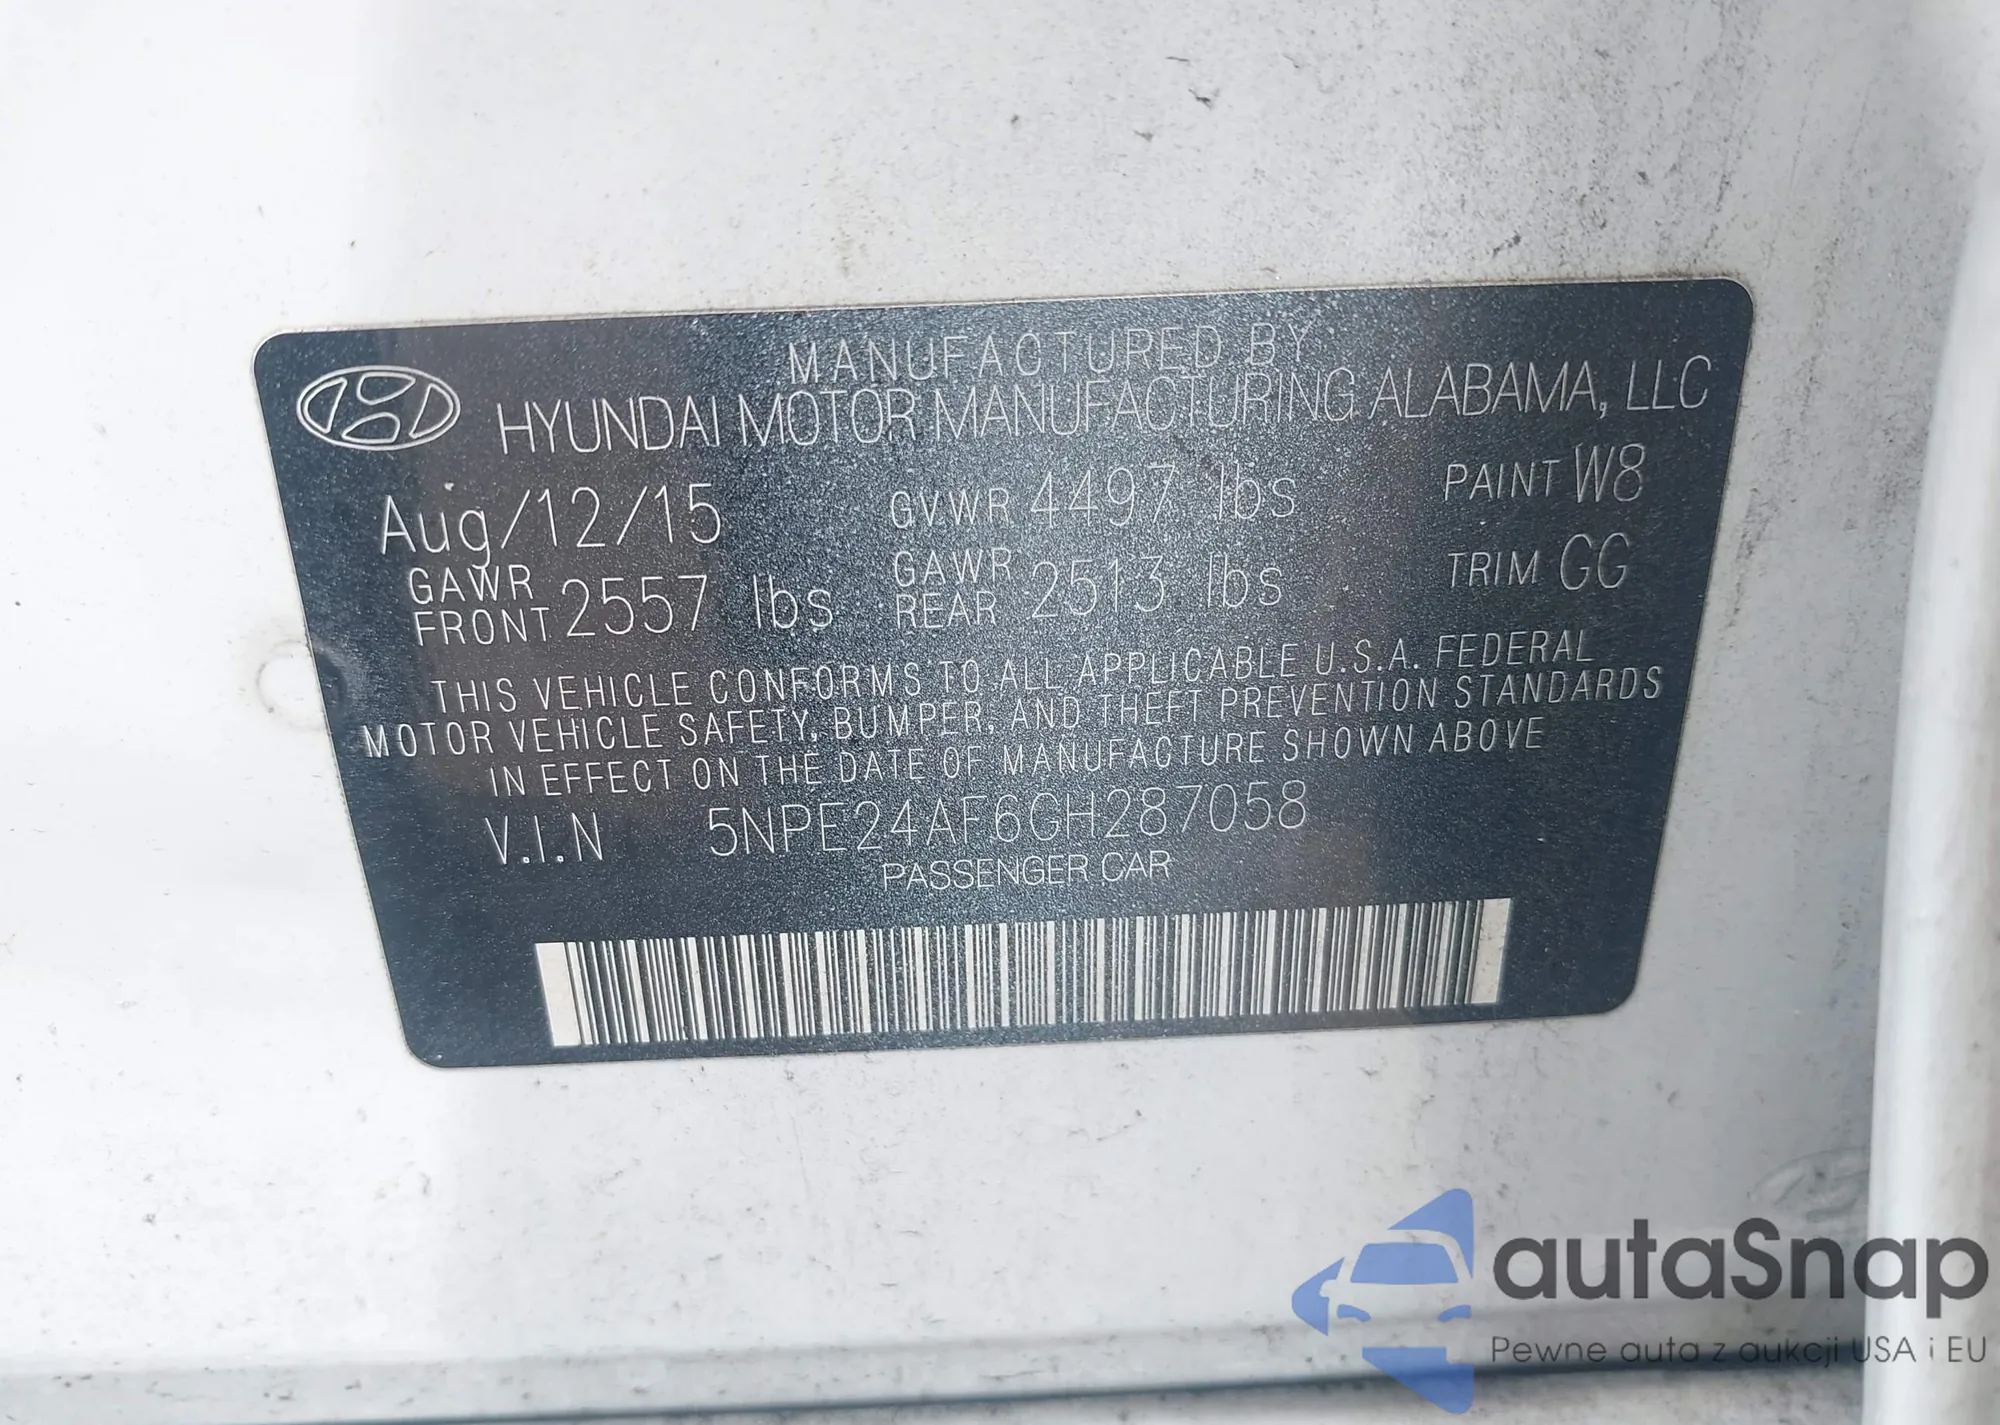 MANUFACTURED BY
HYUNDAI MOTOR MANUFACTURING ALABAMA, LLC
Aug/12/15 GVWR 4497 lbs PAINT W8
GAWR FRONT 2557 lbs GAWR REAR 2513 lbs TRIM GG
THIS VEHICLE CONFORMS TO ALL APPLICABLE U.S.A. FEDERAL
MOTOR VEHICLE SAFETY, BUMPER, AND THEFT PREVENTION STANDARDS
IN EFFECT ON THE DATE OF MANUFACTURE SHOWN ABOVE
V.I.N 5NPE24AF6GH287058
PASSENGER CAR
autaSnap
Pewne auta z aukcji USA i EU